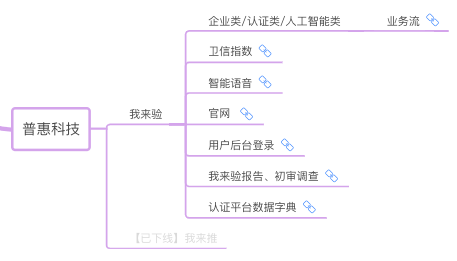 企业类/认证类/人工智能类
业务流
卫信指数
智能语音
我来验
官网
普惠科技
用户后台登录
我来验报告、初审调查
认证平台数据字典
【已下线】我来推